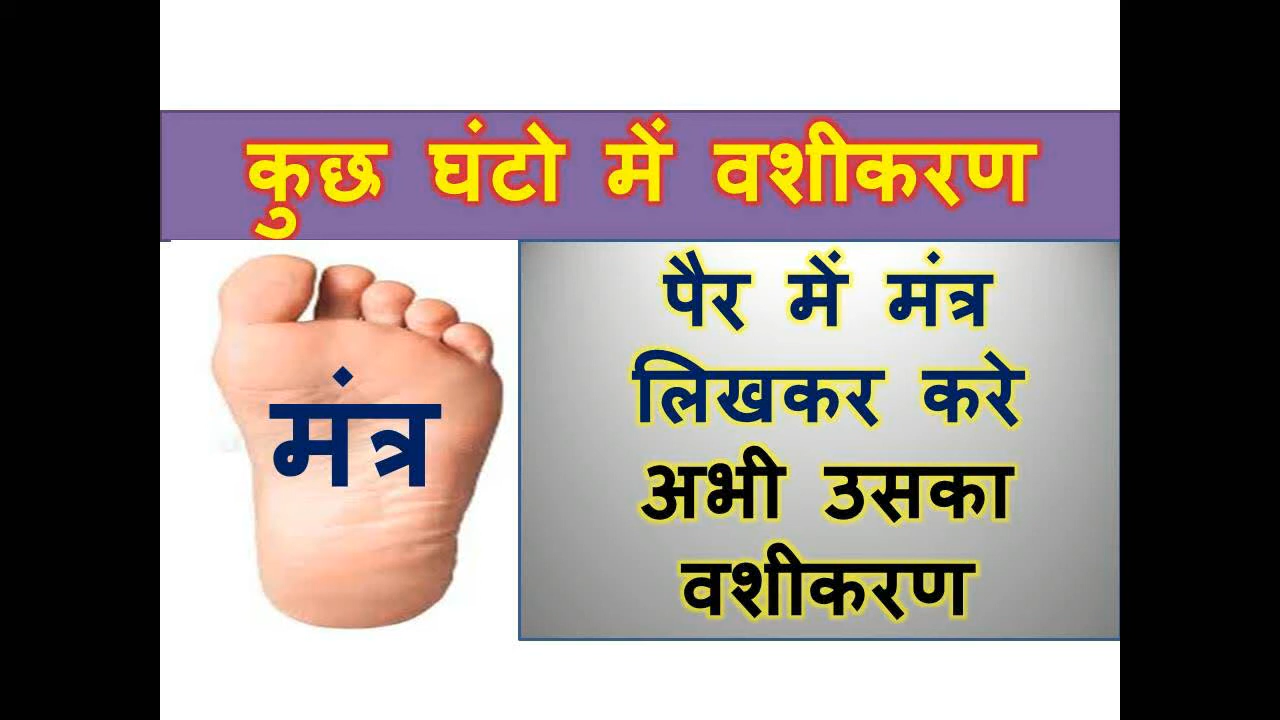 कुछ घंटो में वशीकरण
मंत्र
पैर में मंत्र
लिखकर करे
अभी उसका
वशीकरण